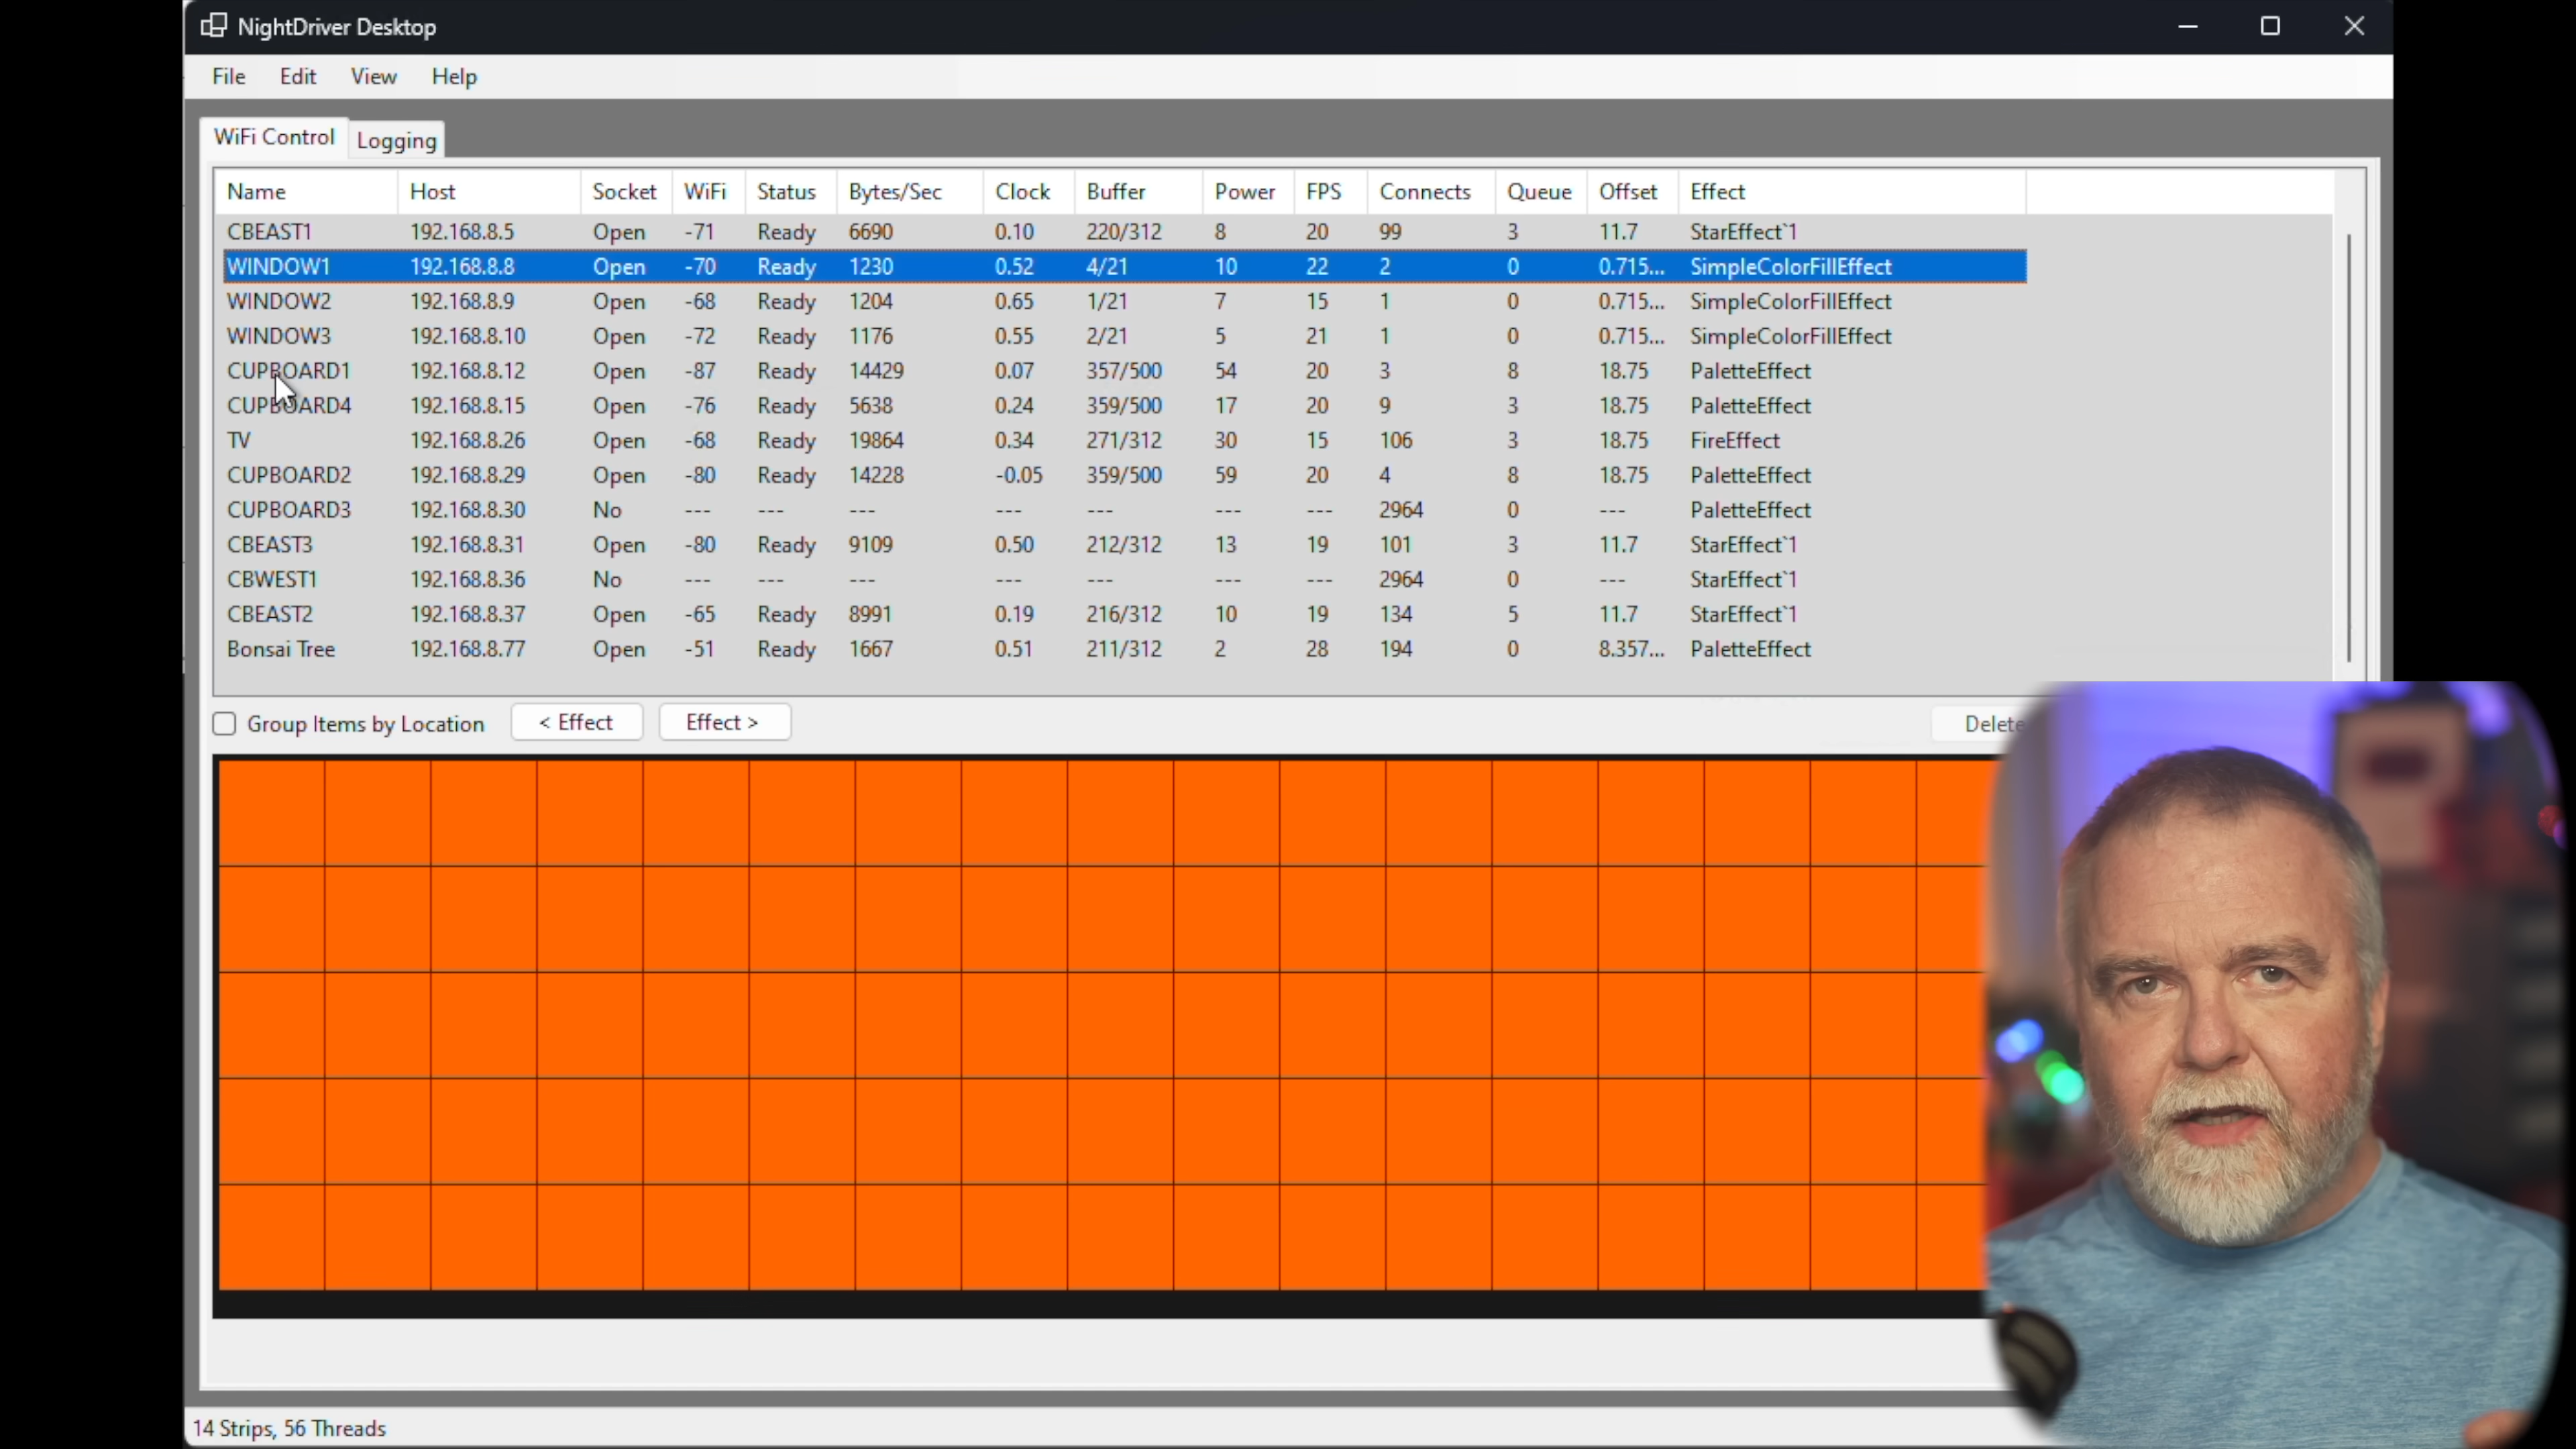 NightDriver Desktop
File Edit View Help
WiFi Control Logging
Name Host Socket WiFi Status Bytes/Sec Clock Buffer Power FPS Connects Queue Offset Effect
CBEAST1 192.168.8.5 Open -71 Ready 6690 0.10 220/312 8 20 99 3 11.7 StarEffect`1
WINDOW1 192.168.8.8 Open -70 Ready 1230 0.52 4/21 10 22 2 0 0.715... SimpleColorFillEffect
WINDOW2 192.168.8.9 Open -68 Ready 1204 0.65 1/21 7 15 1 0 0.715... SimpleColorFillEffect
WINDOW3 192.168.8.10 Open -72 Ready 1176 0.55 2/21 5 21 1 0 0.715... SimpleColorFillEffect
CUPBOARD1 192.168.8.12 Open -87 Ready 14429 0.07 357/500 54 20 3 8 18.75 PaletteEffect
CUPBOARD4 192.168.8.15 Open -76 Ready 5638 0.24 359/500 17 20 9 3 18.75 PaletteEffect
TV 192.168.8.26 Open -68 Ready 19864 0.34 271/312 30 15 106 3 18.75 FireEffect
CUPBOARD2 192.168.8.29 Open -80 Ready 14228 -0.05 359/500 59 20 4 8 18.75 PaletteEffect
CUPBOARD3 192.168.8.30 No --- --- --- --- --- --- --- 2964 0 --- PaletteEffect
CBEAST3 192.168.8.31 Open -80 Ready 9109 0.50 212/312 13 19 101 3 11.7 StarEffect`1
CBWEST1 192.168.8.36 No --- --- --- --- --- --- --- 2964 0 --- StarEffect`1
CBEAST2 192.168.8.37 Open -65 Ready 8991 0.19 216/312 10 19 134 5 11.7 StarEffect`1
Bonsai Tree 192.168.8.77 Open -51 Ready 1667 0.51 211/312 2 28 194 0 8.357... PaletteEffect
Group Items by Location < Effect Effect > Delete
14 Strips, 56 Threads